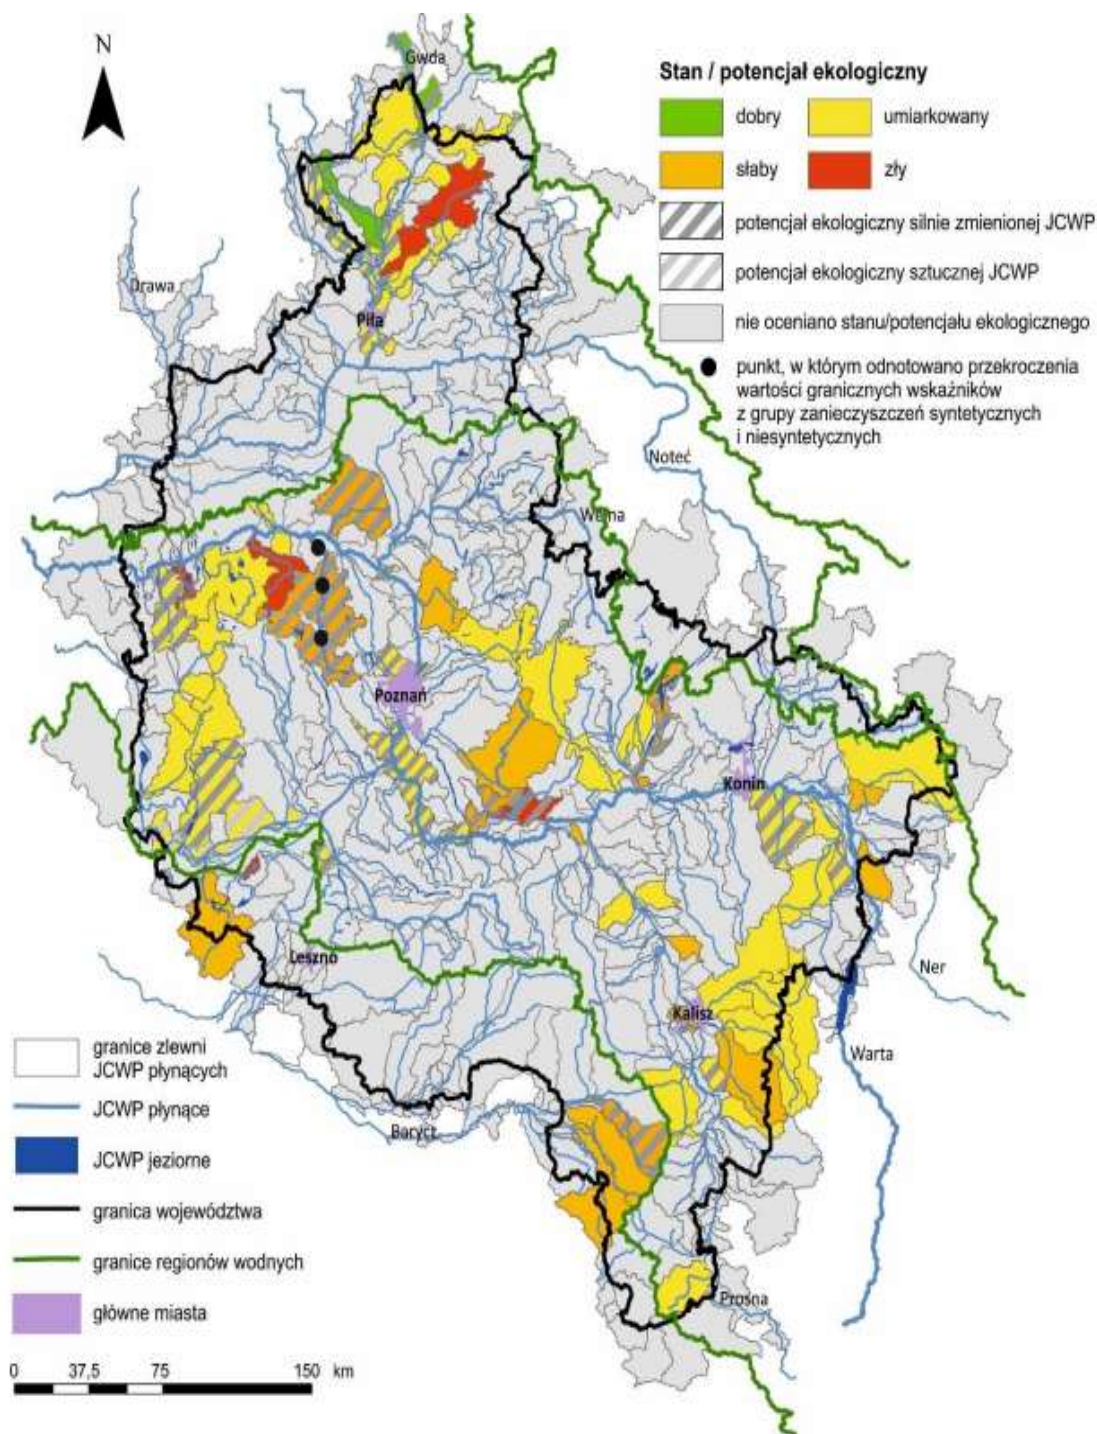 N
Gwda
Stan / potencjał ekologiczny
dobry
umiarkowany
słaby
zły
potencjał ekologiczny silnie zmienionej JCWP
potencjał ekologiczny sztucznej JCWP
nie oceniano stanu/potencjału ekologicznego
punkt, w którym odnotowano przekroczenia
wartości granicznych wskaźników
z grupy zanieczyszczeń syntetycznych
i niesyntetycznych
Drawa
Piła
Noteć
Wełna
Poznań
Konin
Leszno
Ner
Kalisz
Warta
Barycz
Prosna
granice zlewni
JCWP płynących
JCWP płynące
JCWP jeziorne
granica województwa
granice regionów wodnych
główne miasta
0 37,5 75 150 km